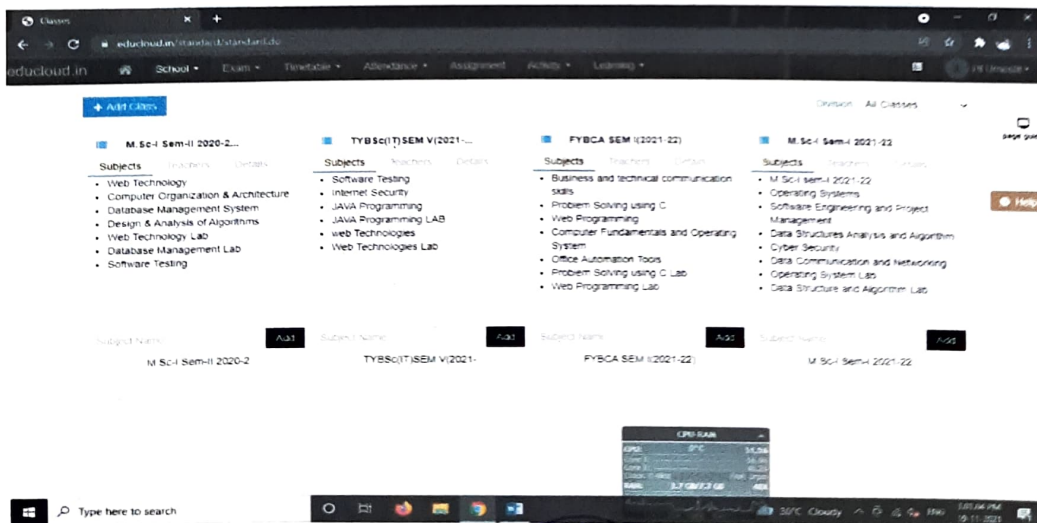 Classes
educloud.in/standard/standard.do
educloud.in School Exam Timetable Attendance Assignment Activity Learning
+ Add Class
Division All Classes
page guide
Help
M.Sc-I Sem-II 2020-2...
Subjects Teachers Details
• Web Technology
• Computer Organization & Architecture
• Database Management System
• Design & Analysis of Algorithms
• Web Technology Lab
• Database Management Lab
• Software Testing
Subject Name Add
M.Sc-I Sem-II 2020-2
TYBSc(IT)SEM V(2021-...
Subjects Teachers Details
• Software Testing
• Internet Security
• JAVA Programming
• JAVA Programming LAB
• web Technologies
• Web Technologies Lab
Subject Name Add
TYBSc(IT)SEM V(2021-
FYBCA SEM I(2021-22)
Subjects Teachers Details
• Business and technical communication
skills
• Problem Solving using C
• Web Programming
• Computer Fundamentals and Operating
System
• Office Automation Tools
• Problem Solving using C Lab
• Web Programming Lab
Subject Name Add
FYBCA SEM I(2021-22)
M.Sc-I Sem-I 2021-22
Subjects Teachers Details
• M.Sc-I sem-I 2021-22
• Operating Systems
• Software Engineering and Project
Management
• Data Structures Analysis and Algorithm
• Cyber Security
• Data Communication and Networking
• Operating System Lab
• Data Structure and Algorithm Lab
Subject Name Add
M.Sc-I Sem-I 2021-22
CPU-RAM
CPU: 0°C
RAM:
Type here to search
30°C Cloudy ENG
19-11-2021